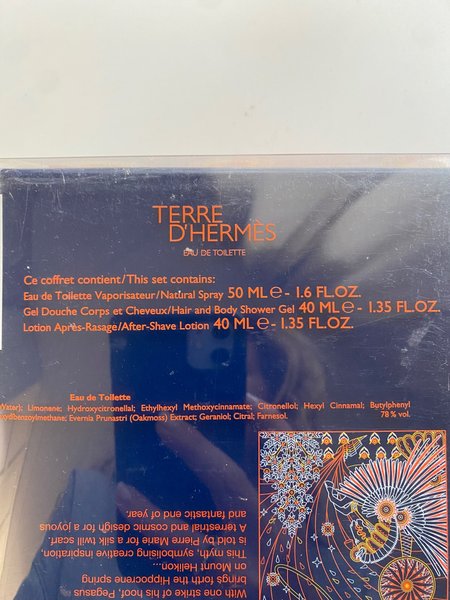 TERRE
D'HERMÈS
EAU DE TOILETTE
Ce coffret contient/This set contains:
Eau de Toilette Vaporisateur/Natural Spray 50 ML℮- 1.6 FL.OZ.
Gel Douche Corps et Cheveux/Hair and Body Shower Gel 40 ML℮ - 1.35 FL.OZ.
Lotion Après-Rasage/After-Shave Lotion 40 ML℮- 1.35 FL.OZ.
Eau de Toilette
Limonene; Hydroxycitronellal; Ethylhexyl Methoxycinnamate; Citronellol; Hexyl Cinnamal; Butylphenyl
Evernia Prunastri (Oakmoss) Extract; Geraniol; Citral; Farnesol. 78% vol.
With one strike of his hoof, Pegasus
brings forth the Hippocrene spring
on Mount Helikon...
This myth, symbolising creative inspiration,
is told by Pierre Marie for a silk twill scarf.
A terrestrial and cosmic design for a joyous
and fantastic end of year.